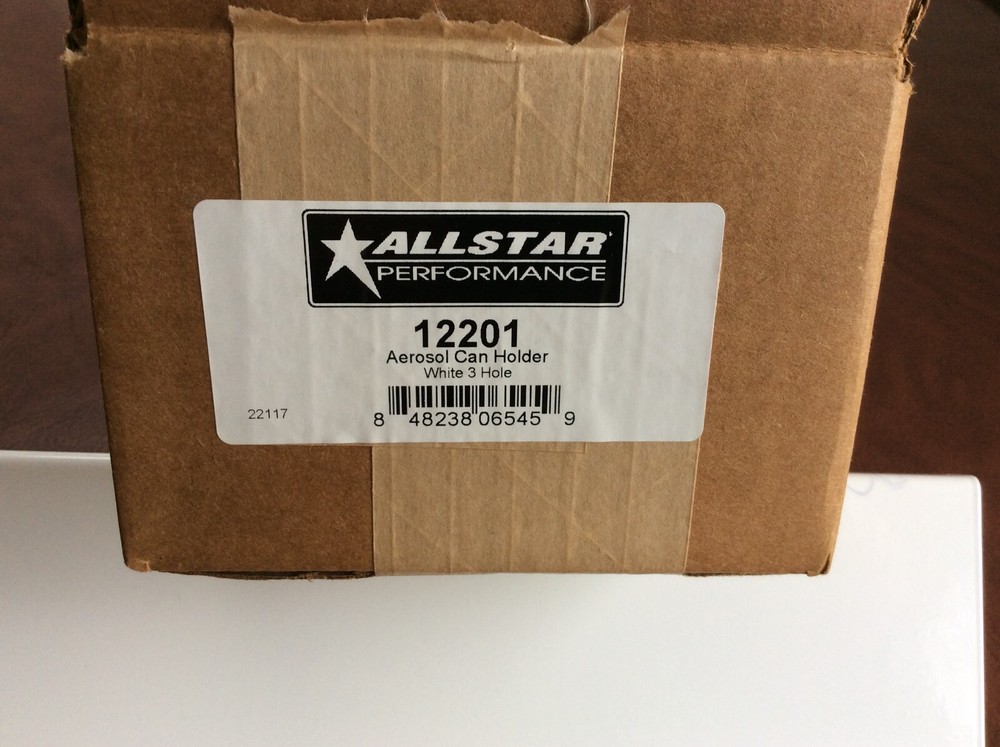 ALLSTAR
PERFORMANCE
12201
Aerosol Can Holder
White 3 Hole
22117
8 48238 06545 9